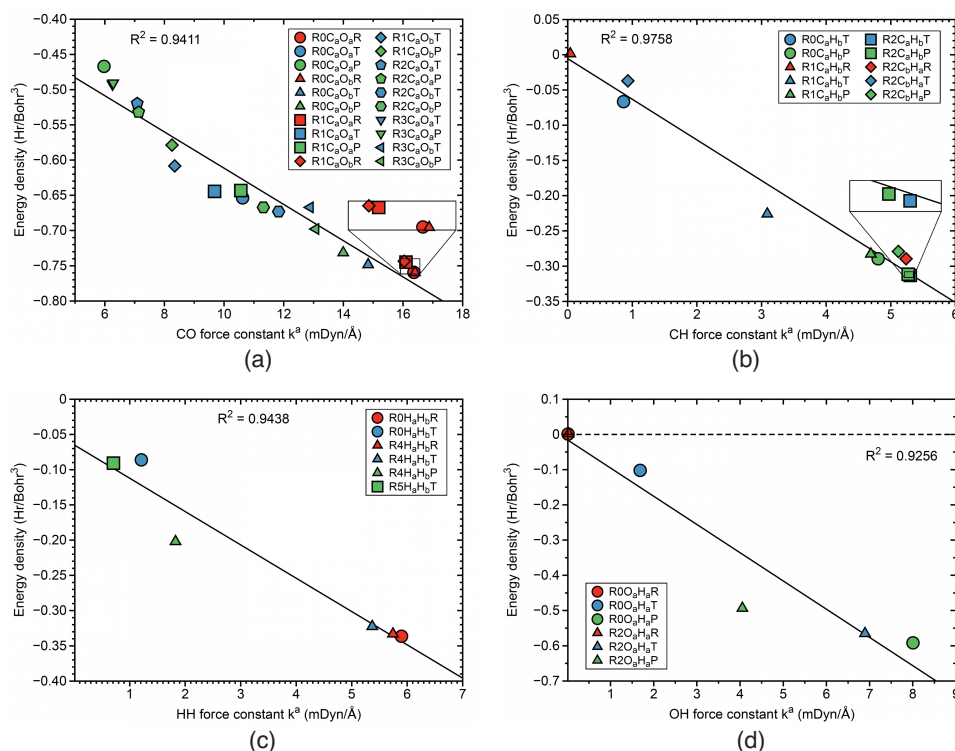 R² = 0.9411
R0CaOaR
R0CaOaT
R0CaOaP
R0CaObR
R0CaObT
R0CaObP
R1CaOaR
R1CaOaT
R1CaOaP
R1CaObR
R1CaObT
R1CaObP
R2CaOaT
R2CaOaP
R2CaObT
R2CaObP
R3CaOaT
R3CaOaP
R3CaObT
R3CaObP
−0.40
−0.45
−0.50
−0.55
−0.60
−0.65
−0.70
−0.75
−0.80
Energy density (Hr/Bohr³)
6 8 10 12 14 16 18
CO force constant kᵃ (mDyn/Å)
(a)
R² = 0.9758
R0CaHbT
R0CaHbP
R1CaHbR
R1CaHbT
R1CaHbP
R2CaHaT
R2CaHaP
R2CbHaR
R2CbHaT
R2CbHaP
0.05
0
−0.05
−0.10
−0.15
−0.20
−0.25
−0.30
−0.35
Energy density (Hr/Bohr³)
0 1 2 3 4 5 6
CH force constant kᵃ (mDyn/Å)
(b)
R² = 0.9438
R0HaHbR
R0HaHbT
R4HaHbR
R4HaHbT
R4HaHbP
R5HaHbT
0
−0.05
−0.10
−0.15
−0.20
−0.25
−0.30
−0.35
−0.40
Energy density (Hr/Bohr³)
1 2 3 4 5 6 7
HH force constant kᵃ (mDyn/Å)
(c)
R² = 0.9256
R0OaHaR
R0OaHaT
R0OaHaP
R2OaHaR
R2OaHaT
R2OaHaP
0.1
0
−0.1
−0.2
−0.3
−0.4
−0.5
−0.6
−0.7
Energy density (Hr/Bohr³)
0 1 2 3 4 5 6 7 8 9
OH force constant kᵃ (mDyn/Å)
(d)